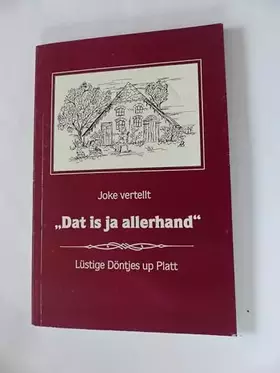 Joke vertellt
„Dat is ja allerhand“
Lüstige Döntjes up Platt